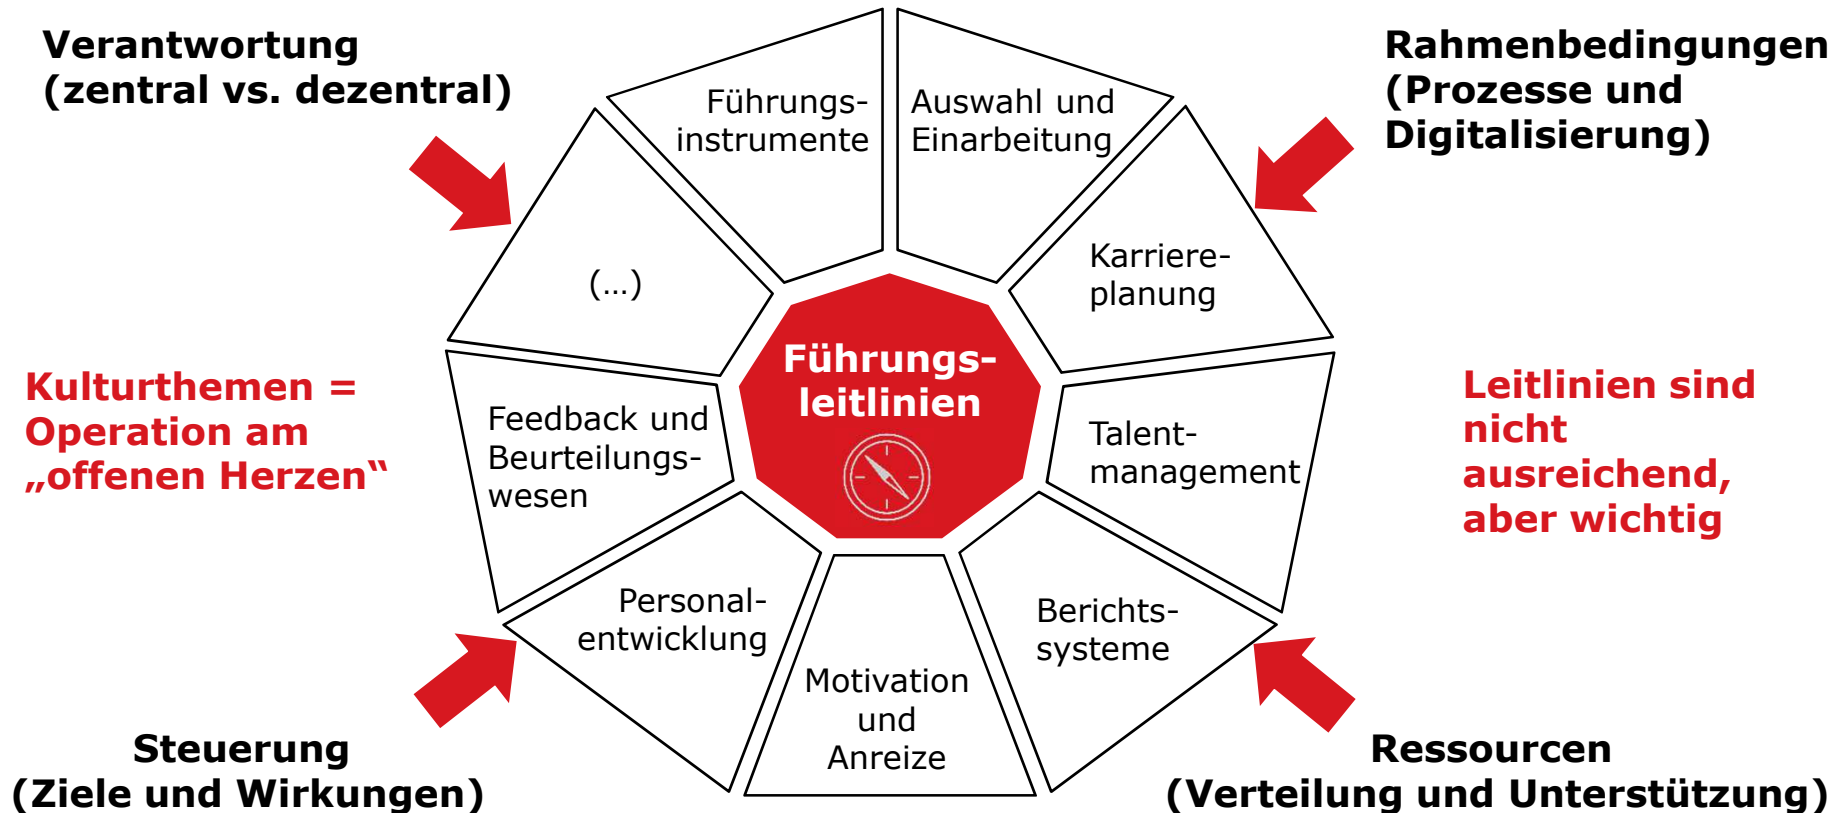 Verantwortung
(zentral vs. dezentral)
Rahmenbedingungen
(Prozesse und
Digitalisierung)
Führungs-
instrumente
Auswahl und
Einarbeitung
(...)
Karriere-
planung
Führungs-
leitlinien
Kulturthemen =
Operation am
„offenen Herzen“
Feedback und
Beurteilungs-
wesen
Talent-
management
Leitlinien sind
nicht
ausreichend,
aber wichtig
Personal-
entwicklung
Motivation
und
Anreize
Berichts-
systeme
Steuerung
(Ziele und Wirkungen)
Ressourcen
(Verteilung und Unterstützung)